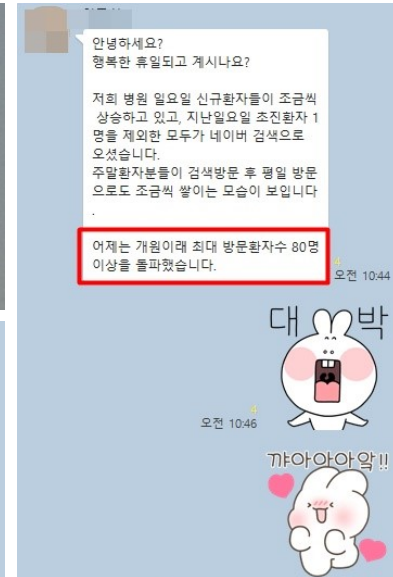 안녕하세요?
행복한 휴일되고 계시나요?
저희 병원 일요일 신규환자들이 조금씩
상승하고 있고, 지난일요일 초진환자 1
명을 제외한 모두가 네이버 검색으로
오셨습니다.
주말환자분들이 검색방문 후 평일 방문
으로도 조금씩 쌓이는 모습이 보입니다
.
어제는 개원이래 최대 방문환자수 80명
이상을 돌파했습니다.
4
오전 10:44
대박
4
오전 10:46
꺄아아아앜!!